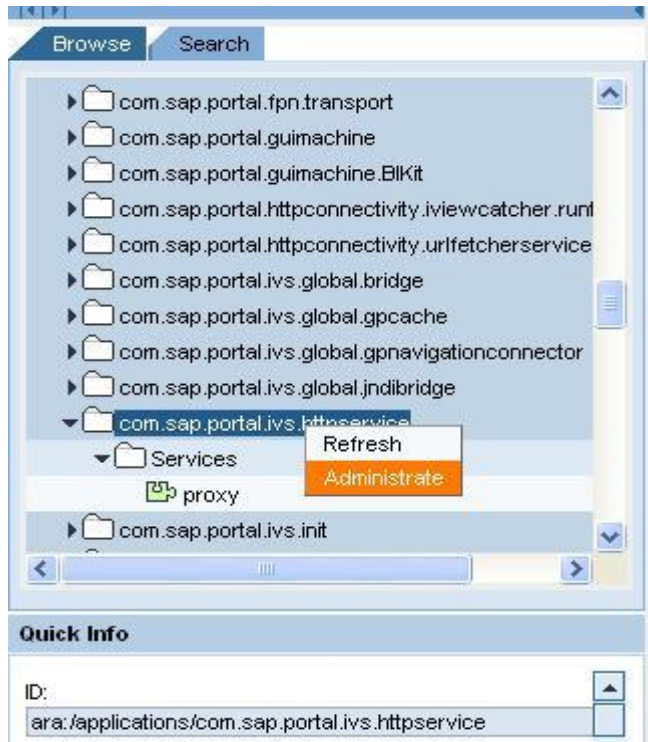 Browse
Search
com.sap.portal.fpn.transport
com.sap.portal.guimachine
com.sap.portal.guimachine.BIKit
com.sap.portal.httpconnectivity.iviewcatcher.runt
com.sap.portal.httpconnectivity.urlfetcherservice
com.sap.portal.ivs.global.bridge
com.sap.portal.ivs.global.gpcache
com.sap.portal.ivs.global.gpnavigationconnector
com.sap.portal.ivs.global.jndibridge
com.sap.portal.ivs.httpservice
Refresh
Services
Administrate
proxy
com.sap.portal.ivs.init
Quick Info
ID:
ara:/applications/com.sap.portal.ivs.httpservice